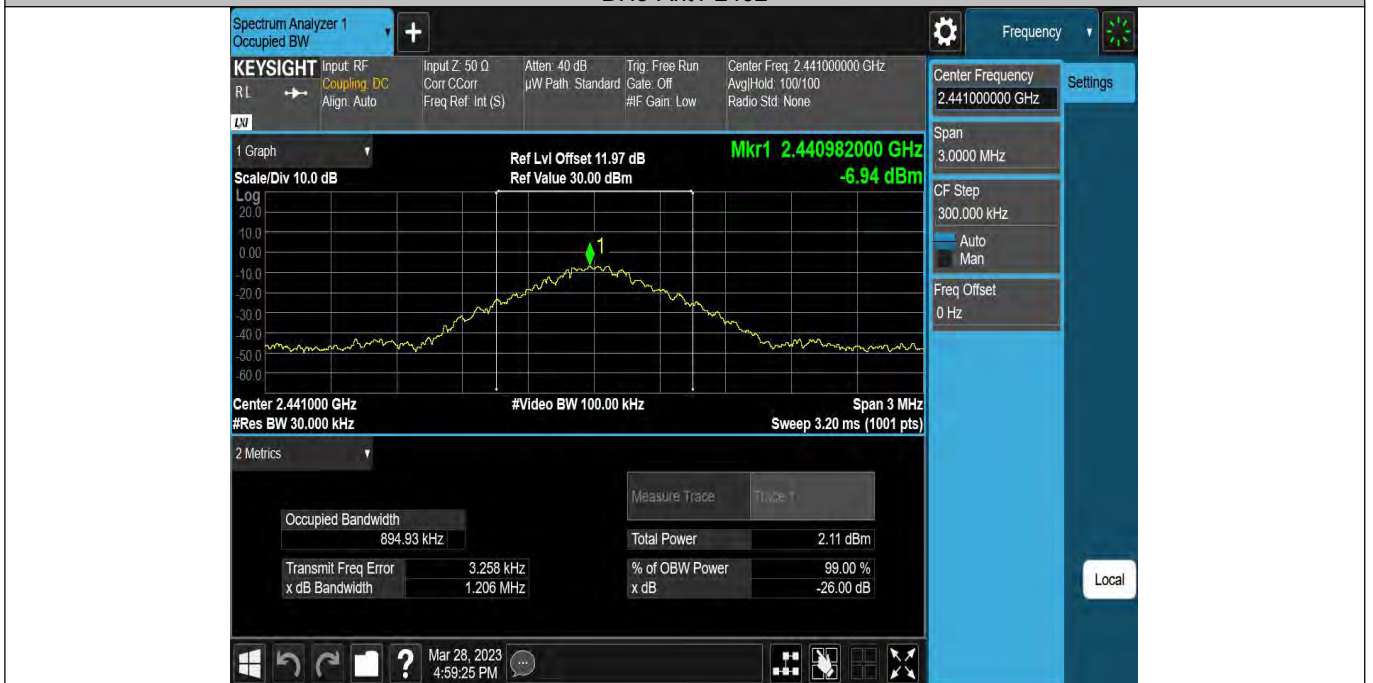 Spectrum Analyzer 1
Occupied BW
+
Frequency
KEYSIGHT
RL
LXI
Input: RF
Coupling: DC
Align: Auto
Input Z: 50 Ω
Corr CCorr
Freq Ref: Int (S)
Atten: 40 dB
µW Path: Standard
Trig: Free Run
Gate: Off
#IF Gain: Low
Center Freq: 2.441000000 GHz
Avg|Hold: 100/100
Radio Std: None
Center Frequency
2.441000000 GHz
Settings
Span
3.0000 MHz
CF Step
300.000 kHz
Auto
Man
Freq Offset
0 Hz
Local
1 Graph
Scale/Div 10.0 dB
Ref Lvl Offset 11.97 dB
Ref Value 30.00 dBm
Mkr1 2.440982000 GHz
-6.94 dBm
Log
20.0
10.0
0.00
-10.0
-20.0
-30.0
-40.0
-50.0
-60.0
1
Center 2.441000 GHz
#Video BW 100.00 kHz
Span 3 MHz
#Res BW 30.000 kHz
Sweep 3.20 ms (1001 pts)
2 Metrics
Measure Trace
Trace 1
Occupied Bandwidth
894.93 kHz
Total Power 2.11 dBm
Transmit Freq Error 3.258 kHz
% of OBW Power 99.00 %
x dB Bandwidth 1.206 MHz
x dB -26.00 dB
?
Mar 28, 2023
4:59:25 PM